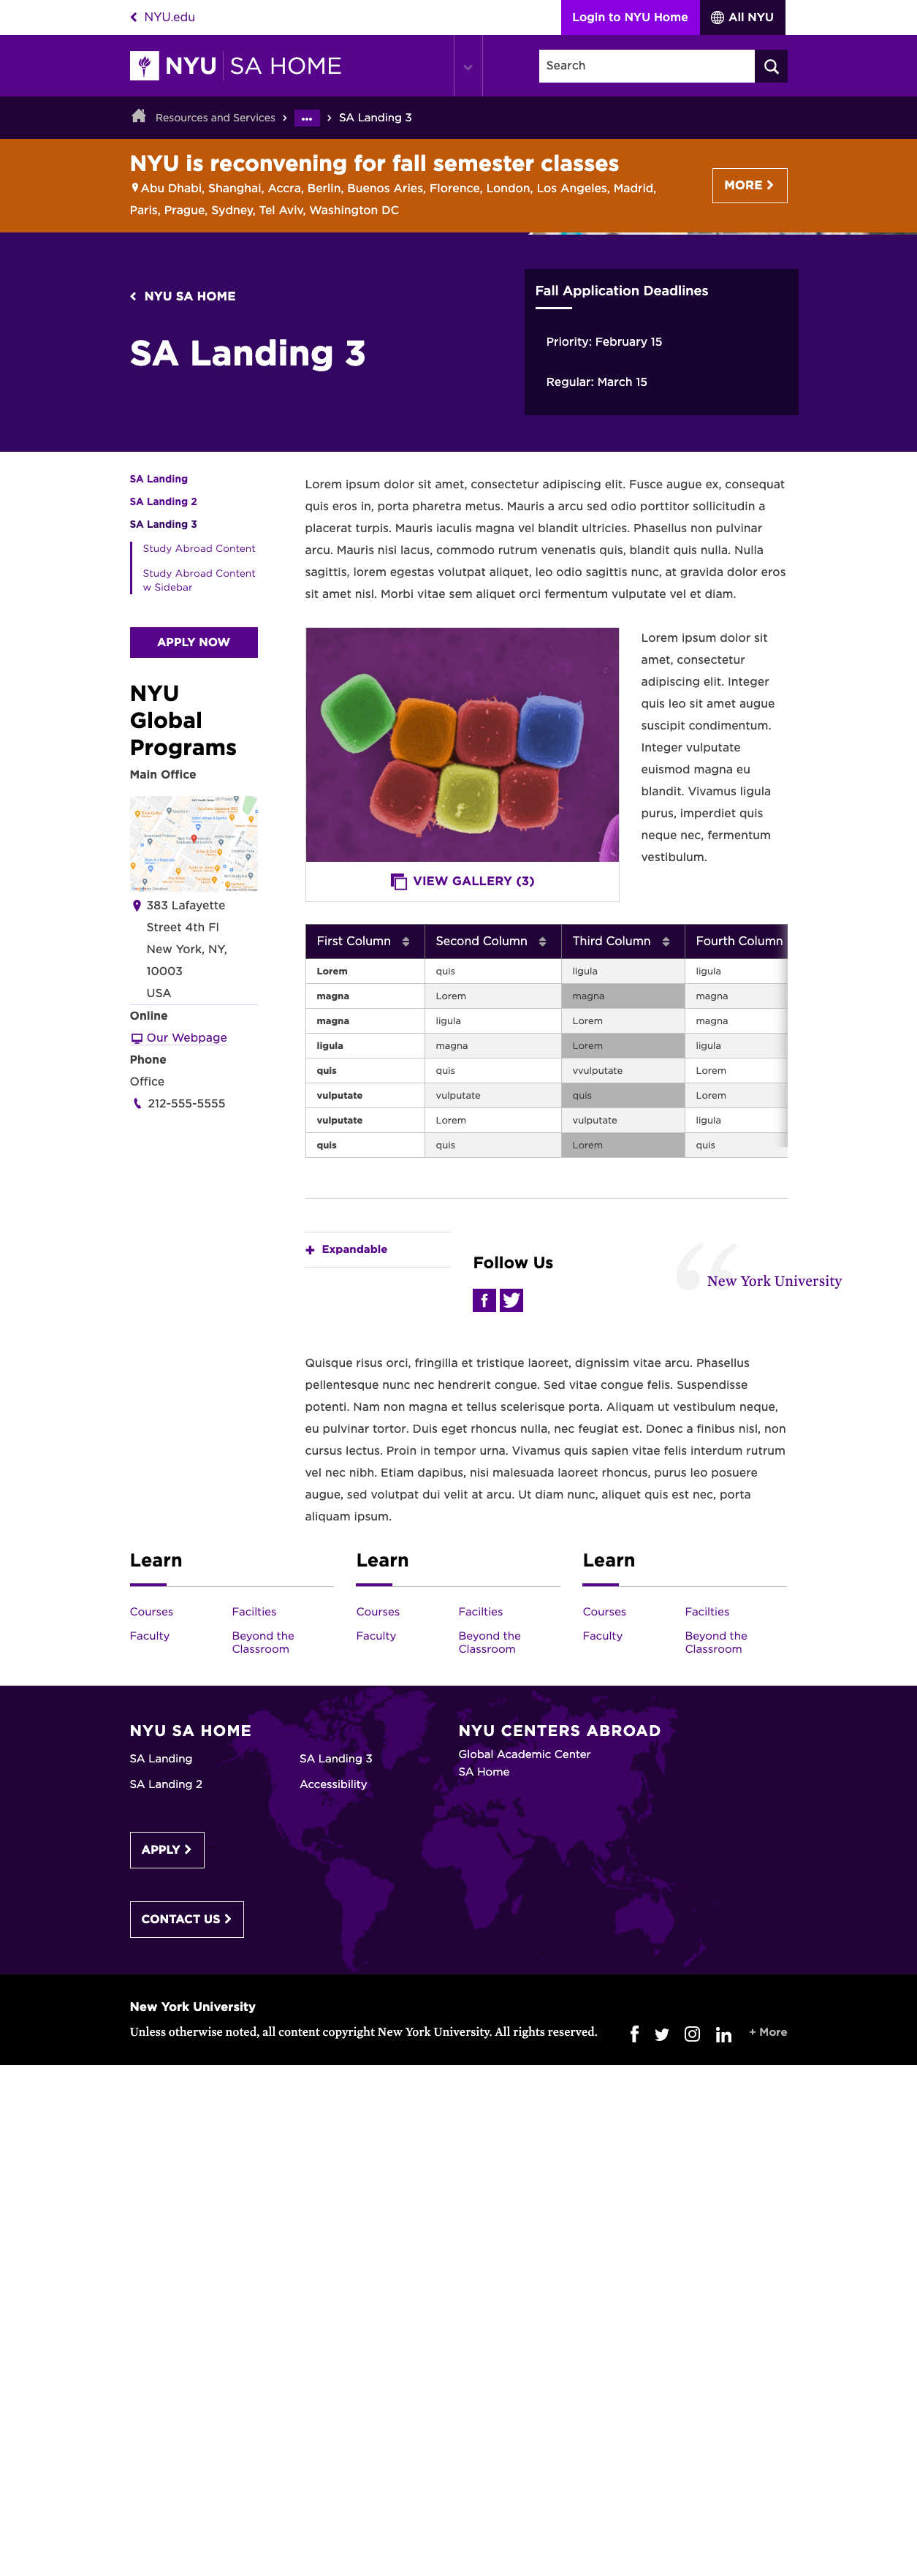 NYU.edu
Login to NYU Home
All NYU
NYU SA HOME
Search
Resources and Services
SA Landing 3
NYU is reconvening for fall semester classes
Abu Dhabi, Shanghai, Accra, Berlin, Buenos Aries, Florence, London, Los Angeles, Madrid,
Paris, Prague, Sydney, Tel Aviv, Washington DC
MORE
NYU SA HOME
SA Landing 3
Fall Application Deadlines
Priority: February 15
Regular: March 15
SA Landing
SA Landing 2
SA Landing 3
Study Abroad Content
Study Abroad Content
w Sidebar
APPLY NOW
NYU
Global
Programs
Main Office
383 Lafayette
Street 4th Fl
New York, NY,
10003
USA
Online
Our Webpage
Phone
Office
212-555-5555
Lorem ipsum dolor sit amet, consectetur adipiscing elit. Fusce augue ex, consequat
quis eros in, porta pharetra metus. Mauris a arcu sed odio porttitor sollicitudin a
placerat turpis. Mauris iaculis magna vel blandit ultricies. Phasellus non pulvinar
arcu. Mauris nisi lacus, commodo rutrum venenatis quis, blandit quis nulla. Nulla
sagittis, lorem egestas volutpat aliquet, leo odio sagittis nunc, at gravida dolor eros
sit amet nisl. Morbi vitae sem aliquet orci fermentum vulputate vel et diam.
VIEW GALLERY (3)
Lorem ipsum dolor sit
amet, consectetur
adipiscing elit. Integer
quis leo sit amet augue
suscipit condimentum.
Integer vulputate
euismod magna eu
blandit. Vivamus ligula
purus, imperdiet quis
neque nec, fermentum
vestibulum.
First Column Second Column Third Column Fourth Column
Lorem quis ligula ligula
magna Lorem magna magna
magna ligula Lorem magna
ligula magna Lorem ligula
quis quis vvulputate Lorem
vulputate vulputate quis Lorem
vulputate Lorem vulputate ligula
quis quis Lorem quis
Expandable
Follow Us
“ New York University
Quisque risus orci, fringilla et tristique laoreet, dignissim vitae arcu. Phasellus
pellentesque nunc nec hendrerit congue. Sed vitae congue felis. Suspendisse
potenti. Nam non magna et tellus scelerisque porta. Aliquam ut vestibulum neque,
eu pulvinar tortor. Duis eget rhoncus nulla, nec feugiat est. Donec a finibus nisl, non
cursus lectus. Proin in tempor urna. Vivamus quis sapien vitae felis interdum rutrum
vel nec nibh. Etiam dapibus, nisi malesuada laoreet rhoncus, purus leo posuere
augue, sed volutpat dui velit at arcu. Ut diam nunc, aliquet quis est nec, porta
aliquam ipsum.
Learn
Courses Facilties
Faculty Beyond the
Classroom
Learn
Courses Facilties
Faculty Beyond the
Classroom
Learn
Courses Facilties
Faculty Beyond the
Classroom
NYU SA HOME
SA Landing SA Landing 3
SA Landing 2 Accessibility
NYU CENTERS ABROAD
Global Academic Center
SA Home
APPLY
CONTACT US
New York University
Unless otherwise noted, all content copyright New York University. All rights reserved.
+ More